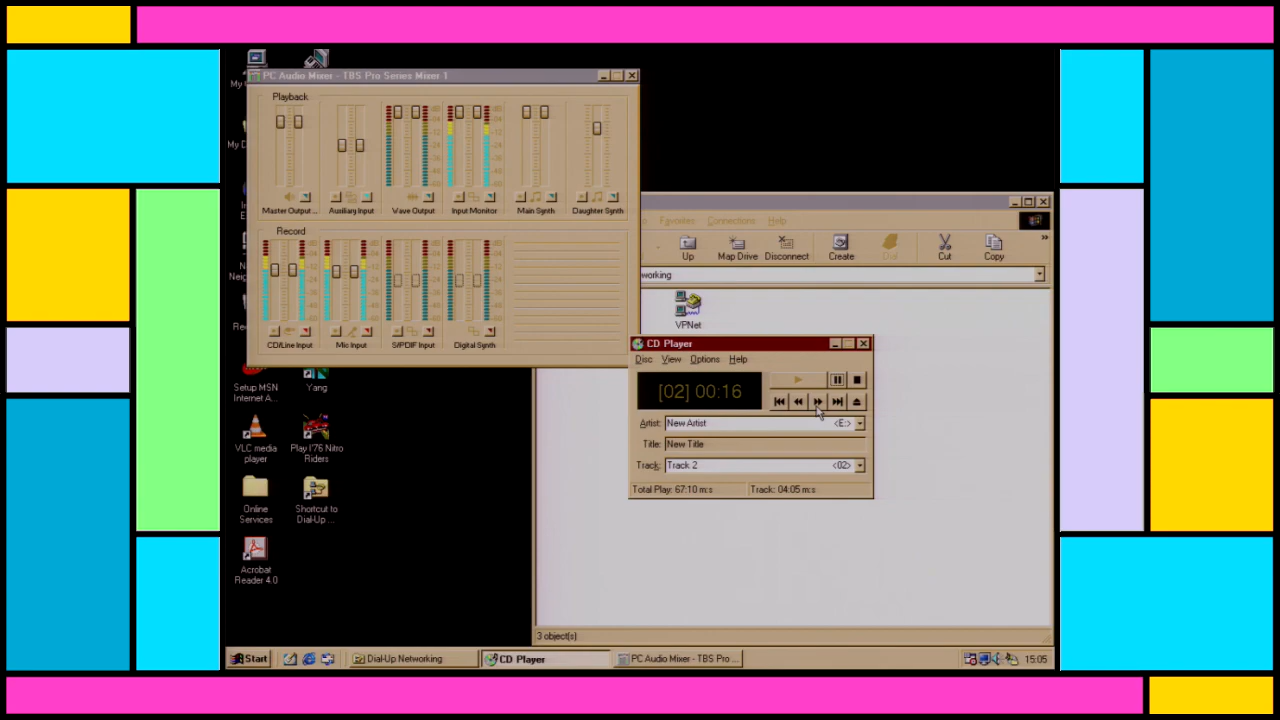 PC Audio Mixer - TBS Pro Series Mixer 1
Playback
Master Output...
Auxiliary Input
Wave Output
Input Monitor
Main Synth
Daughter Synth
Record
CD/Line Input
Mic Input
S/PDIF Input
Digital Synth
Favorites
Connections
Help
Up
Map Drive
Disconnect
Create
Dial
Cut
Copy
»
working
VPNet
CD Player
Disc
View
Options
Help
[02] 00:16
Artist: New Artist <E:>
Title: New Title
Track: Track 2 <02>
Total Play: 67:10 m:s
Track: 04:05 m:s
Setup MSN
Internet A...
Yang
VLC media
player
Play I'76 Nitro
Riders
Online
Services
Shortcut to
Dial-Up ...
Acrobat
Reader 4.0
3 object(s)
Start
Dial-Up Networking
CD Player
PC Audio Mixer - TBS Pro ...
15:05